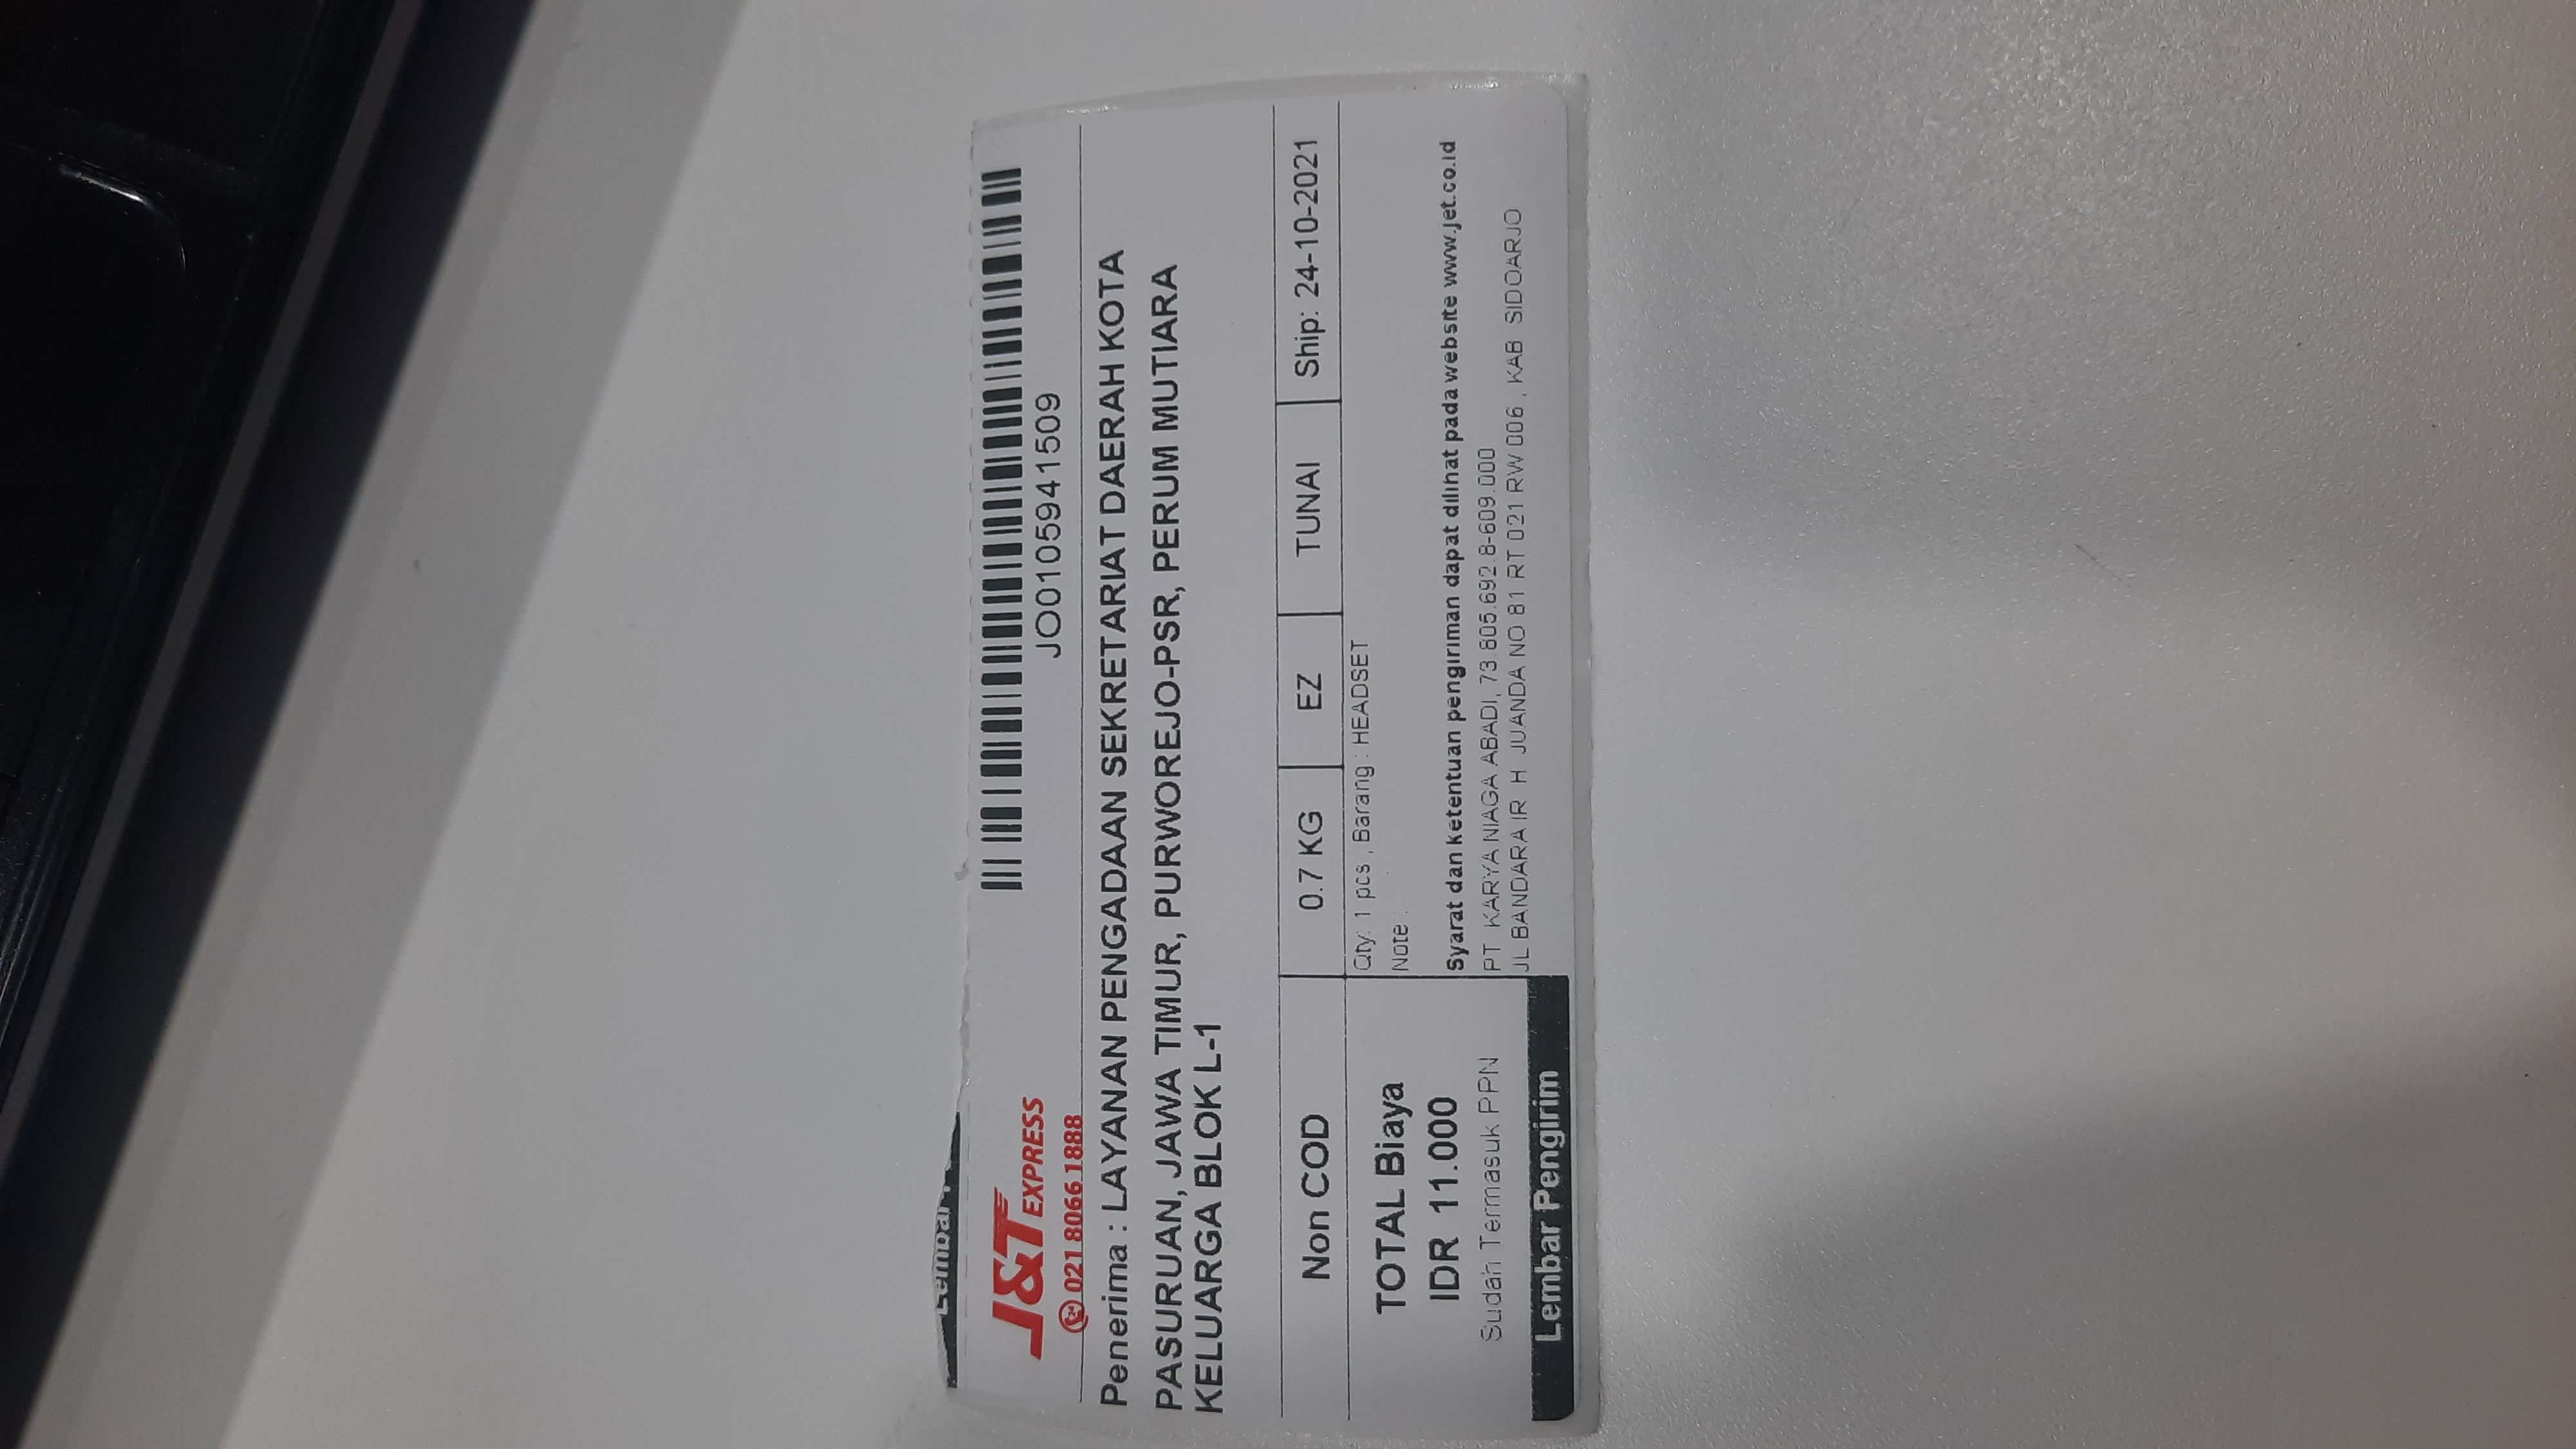 Lembar
J&T EXPRESS
24 021 8066 1888
JO0105941509
Penerima : LAYANAN PENGADAAN SEKRETARIAT DAERAH KOTA
PASURUAN, JAWA TIMUR, PURWOREJO-PSR, PERUM MUTIARA
KELUARGA BLOK L-1
Non COD 0.7 KG EZ TUNAI Ship: 24-10-2021
TOTAL Biaya
IDR 11.000
Sudah Termasuk PPN
Lembar Pengirim
Qty: 1 pcs , Barang : HEADSET
Note :
Syarat dan ketentuan pengiriman dapat dilihat pada website www.jet.co.id
PT KARYA NIAGA ABADI, 73.805.692.8-609.000
JL BANDARA IR H JUANDA NO 81 RT 021 RW 006 , KAB SIDOARJO